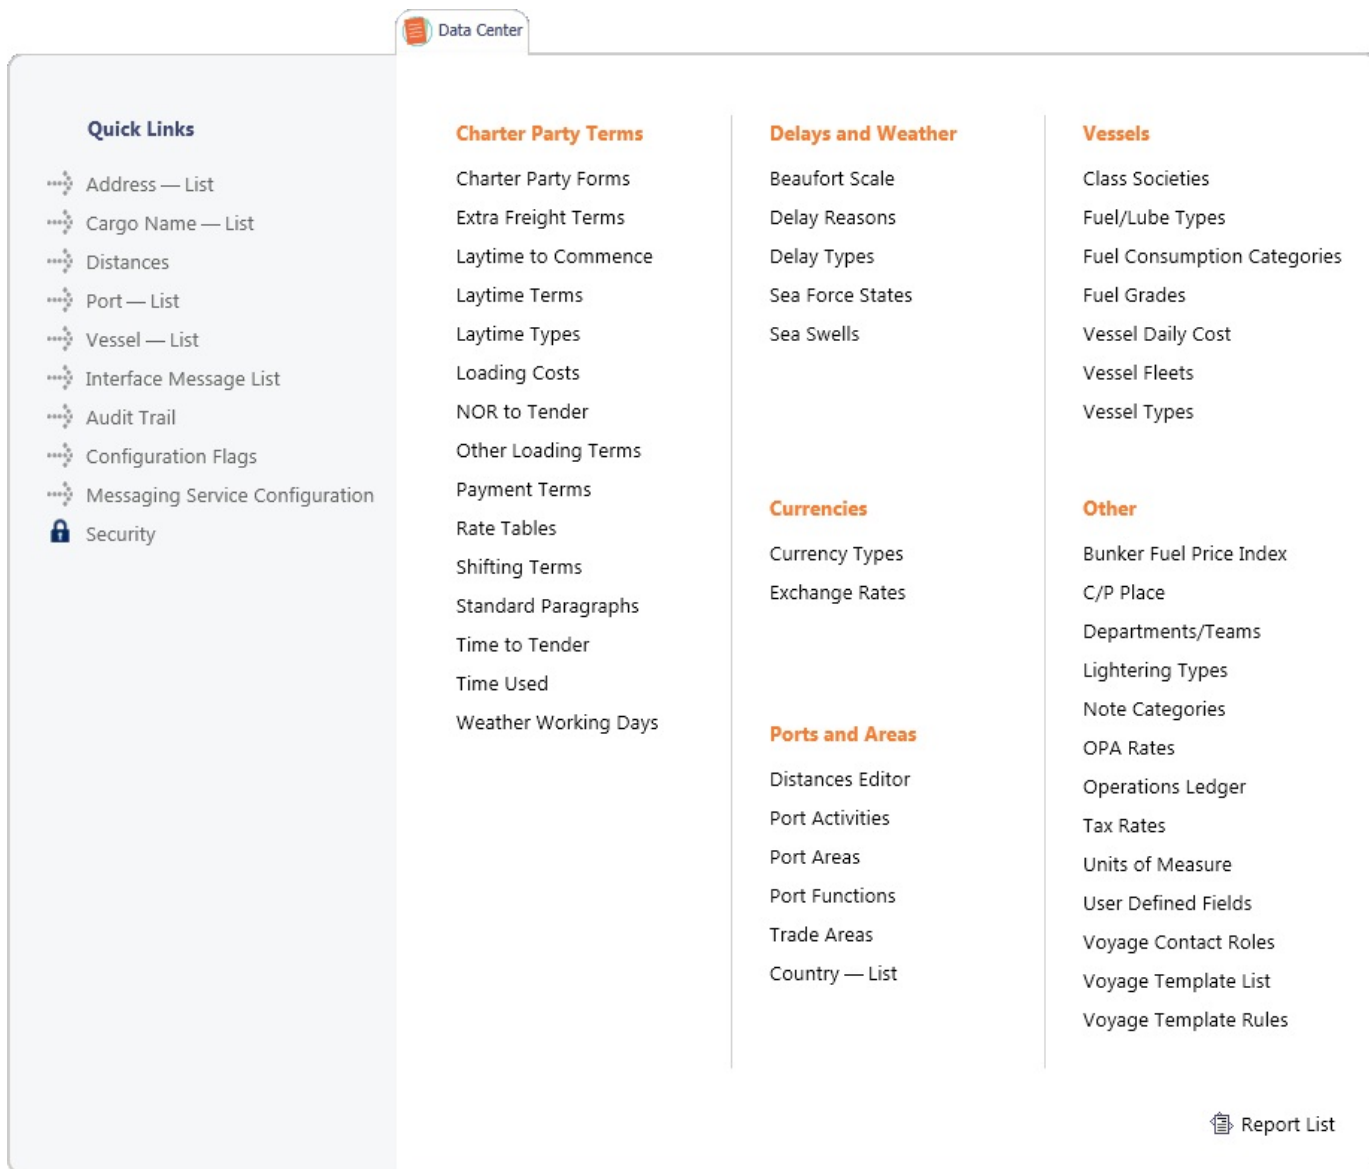 Data Center
Quick Links
Address — List
Cargo Name — List
Distances
Port — List
Vessel — List
Interface Message List
Audit Trail
Configuration Flags
Messaging Service Configuration
Security
Charter Party Terms
Charter Party Forms
Extra Freight Terms
Laytime to Commence
Laytime Terms
Laytime Types
Loading Costs
NOR to Tender
Other Loading Terms
Payment Terms
Rate Tables
Shifting Terms
Standard Paragraphs
Time to Tender
Time Used
Weather Working Days
Delays and Weather
Beaufort Scale
Delay Reasons
Delay Types
Sea Force States
Sea Swells
Currencies
Currency Types
Exchange Rates
Ports and Areas
Distances Editor
Port Activities
Port Areas
Port Functions
Trade Areas
Country — List
Vessels
Class Societies
Fuel/Lube Types
Fuel Consumption Categories
Fuel Grades
Vessel Daily Cost
Vessel Fleets
Vessel Types
Other
Bunker Fuel Price Index
C/P Place
Departments/Teams
Lightering Types
Note Categories
OPA Rates
Operations Ledger
Tax Rates
Units of Measure
User Defined Fields
Voyage Contact Roles
Voyage Template List
Voyage Template Rules
Report List